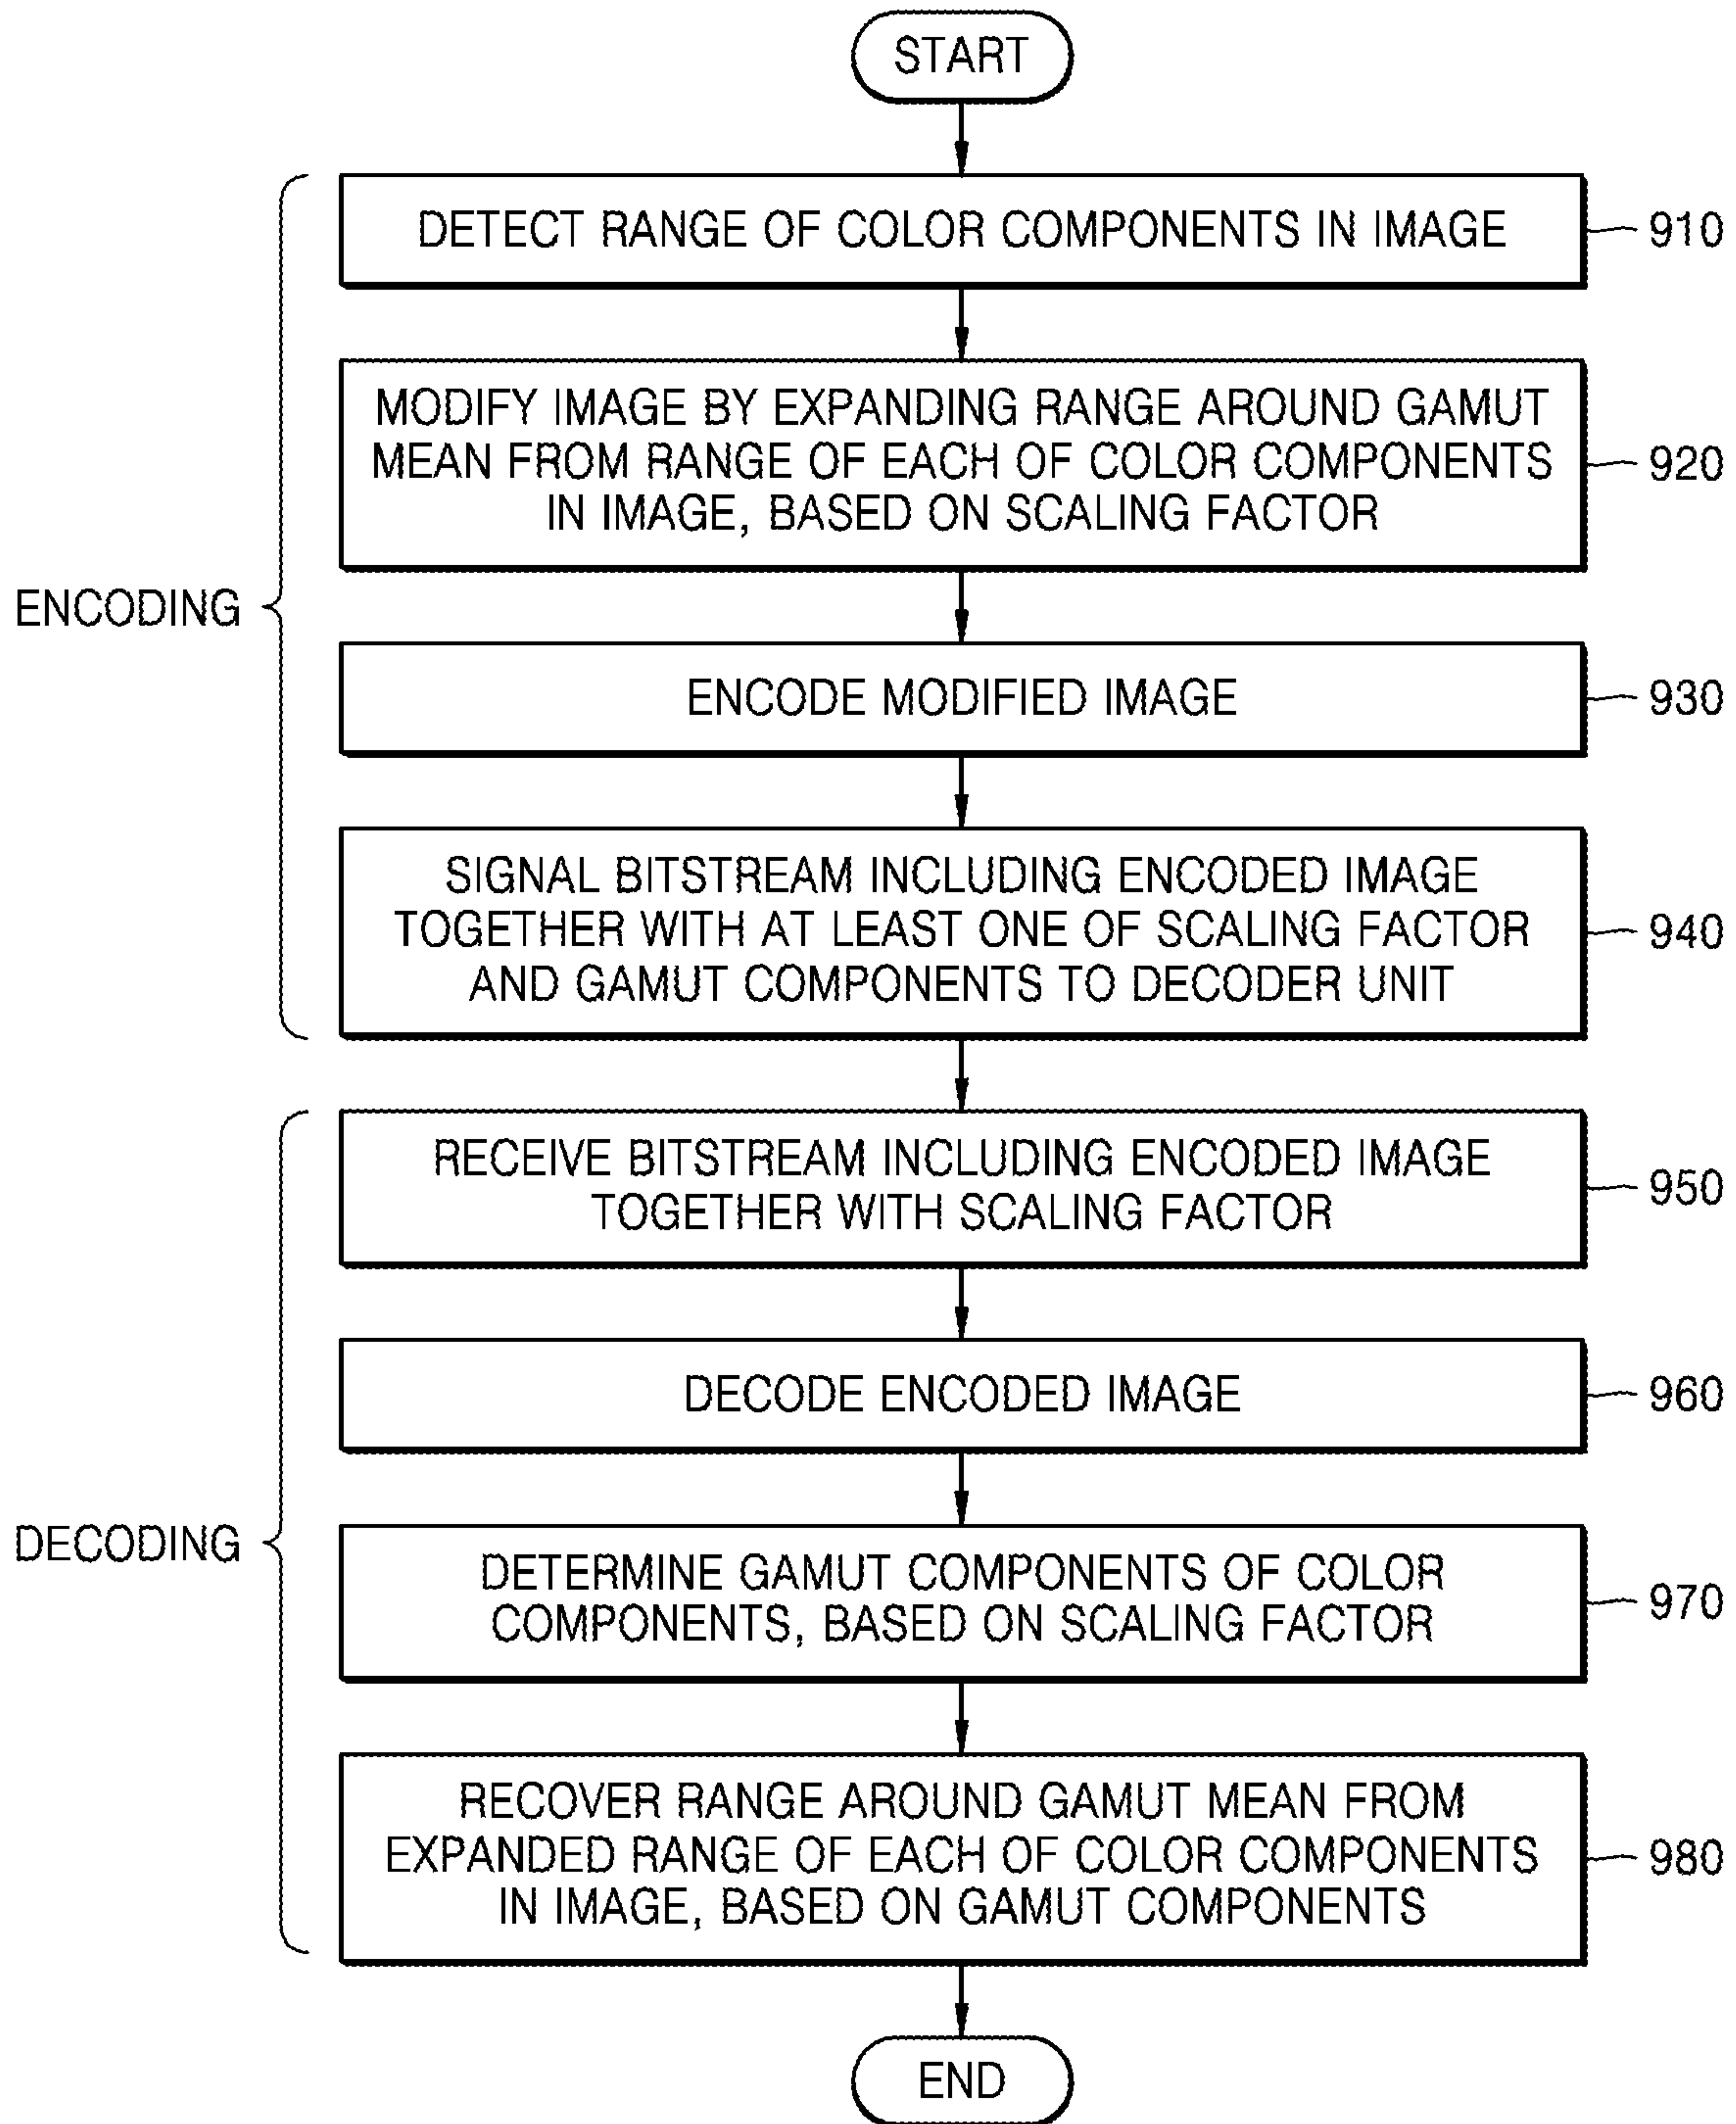 START
DETECT RANGE OF COLOR COMPONENTS IN IMAGE
910
MODIFY IMAGE BY EXPANDING RANGE AROUND GAMUT
MEAN FROM RANGE OF EACH OF COLOR COMPONENTS
IN IMAGE, BASED ON SCALING FACTOR
920
ENCODING
ENCODE MODIFIED IMAGE
930
SIGNAL BITSTREAM INCLUDING ENCODED IMAGE
TOGETHER WITH AT LEAST ONE OF SCALING FACTOR
AND GAMUT COMPONENTS TO DECODER UNIT
940
RECEIVE BITSTREAM INCLUDING ENCODED IMAGE
TOGETHER WITH SCALING FACTOR
950
DECODE ENCODED IMAGE
960
DECODING
DETERMINE GAMUT COMPONENTS OF COLOR
COMPONENTS, BASED ON SCALING FACTOR
970
RECOVER RANGE AROUND GAMUT MEAN FROM
EXPANDED RANGE OF EACH OF COLOR COMPONENTS
IN IMAGE, BASED ON GAMUT COMPONENTS
980
END